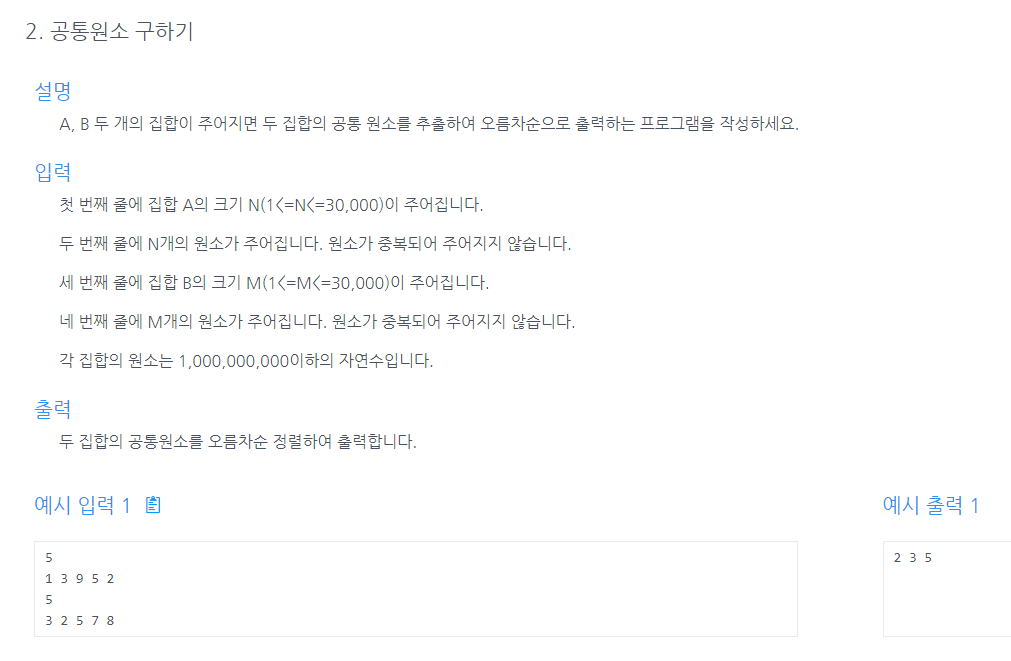 2. 공통원소 구하기
설명
A, B 두 개의 집합이 주어지면 두 집합의 공통 원소를 추출하여 오름차순으로 출력하는 프로그램을 작성하세요.
입력
첫 번째 줄에 집합 A의 크기 N(1<=N<=30,000)이 주어집니다.
두 번째 줄에 N개의 원소가 주어집니다. 원소가 중복되어 주어지지 않습니다.
세 번째 줄에 집합 B의 크기 M(1<=M<=30,000)이 주어집니다.
네 번째 줄에 M개의 원소가 주어집니다. 원소가 중복되어 주어지지 않습니다.
각 집합의 원소는 1,000,000,000이하의 자연수입니다.
출력
두 집합의 공통원소를 오름차순 정렬하여 출력합니다.
예시 입력 1
5
1 3 9 5 2
5
3 2 5 7 8
예시 출력 1
2 3 5